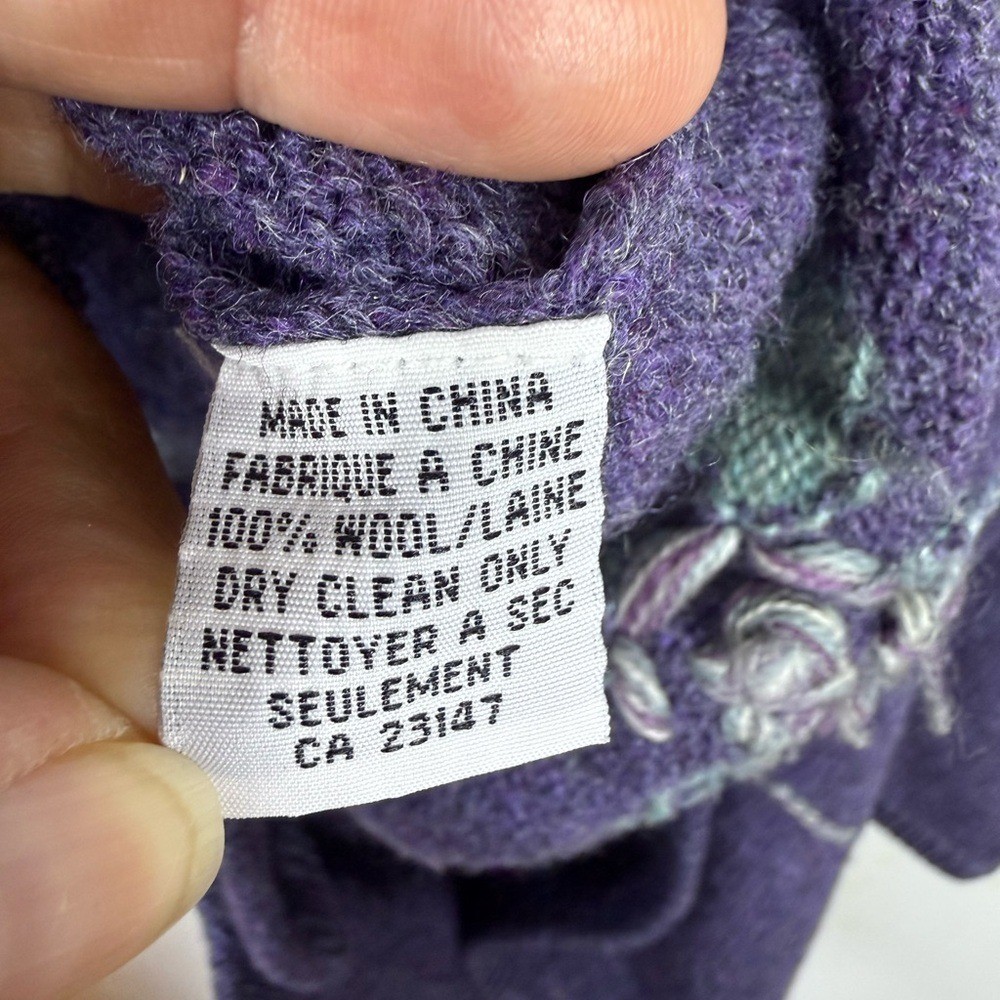 MADE IN CHINA
FABRIQUE A CHINE
100% WOOL/LAINE
DRY CLEAN ONLY
NETTOYER A SEC
SEULEMENT
CA 23147